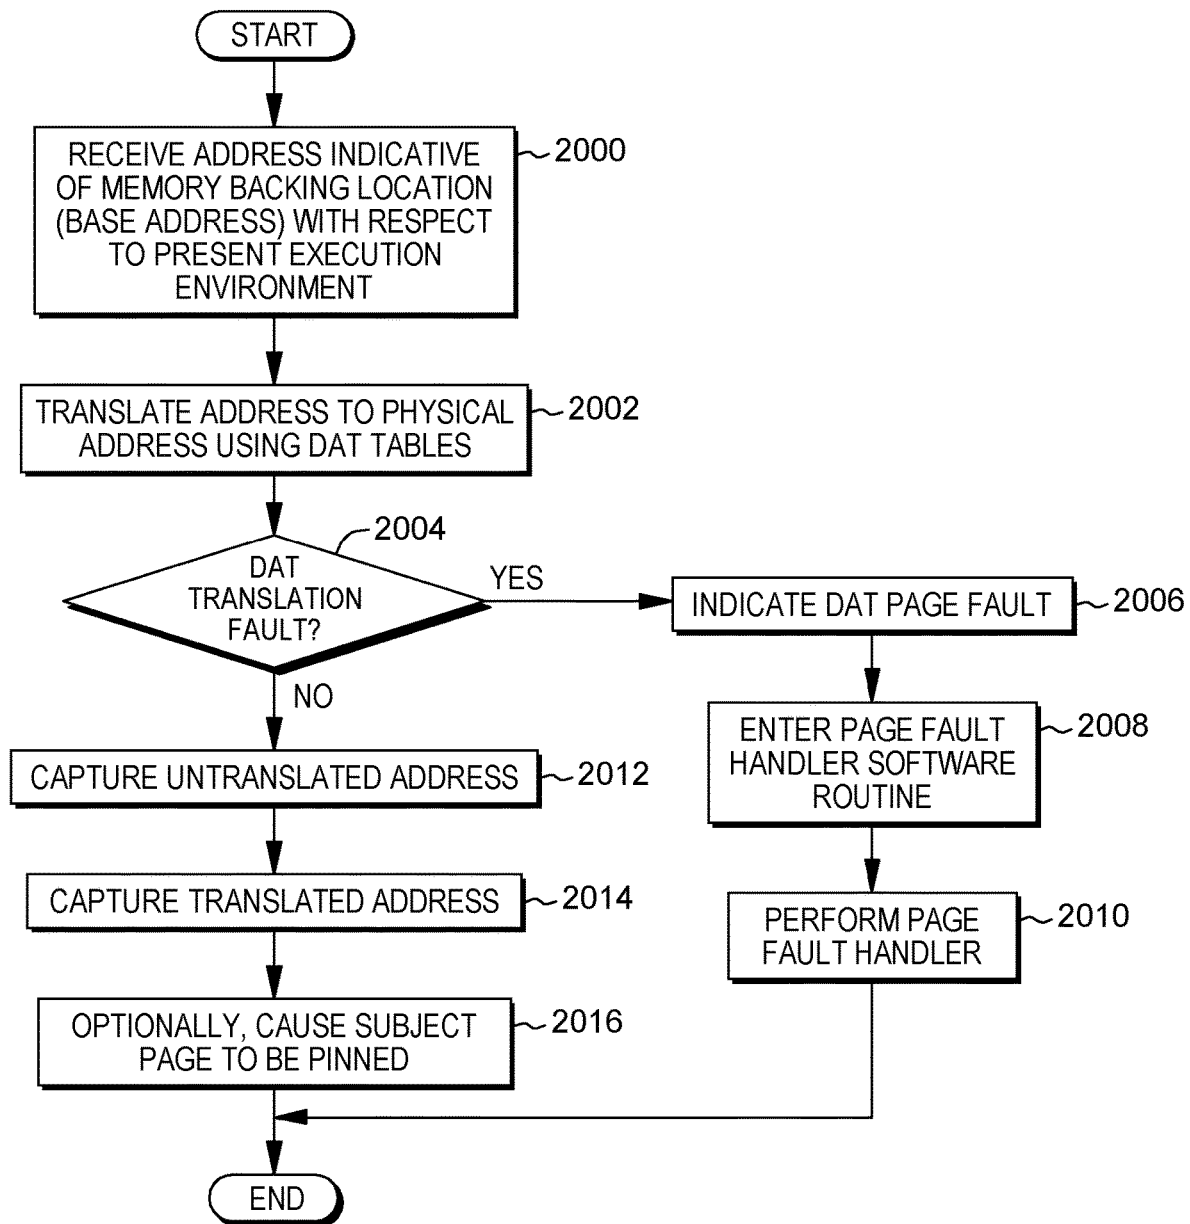 START
RECEIVE ADDRESS INDICATIVE
OF MEMORY BACKING LOCATION
(BASE ADDRESS) WITH RESPECT
TO PRESENT EXECUTION
ENVIRONMENT
2000
TRANSLATE ADDRESS TO PHYSICAL
ADDRESS USING DAT TABLES
2002
DAT
TRANSLATION
FAULT?
2004
YES
NO
INDICATE DAT PAGE FAULT
2006
ENTER PAGE FAULT
HANDLER SOFTWARE
ROUTINE
2008
PERFORM PAGE
FAULT HANDLER
2010
CAPTURE UNTRANSLATED ADDRESS
2012
CAPTURE TRANSLATED ADDRESS
2014
OPTIONALLY, CAUSE SUBJECT
PAGE TO BE PINNED
2016
END